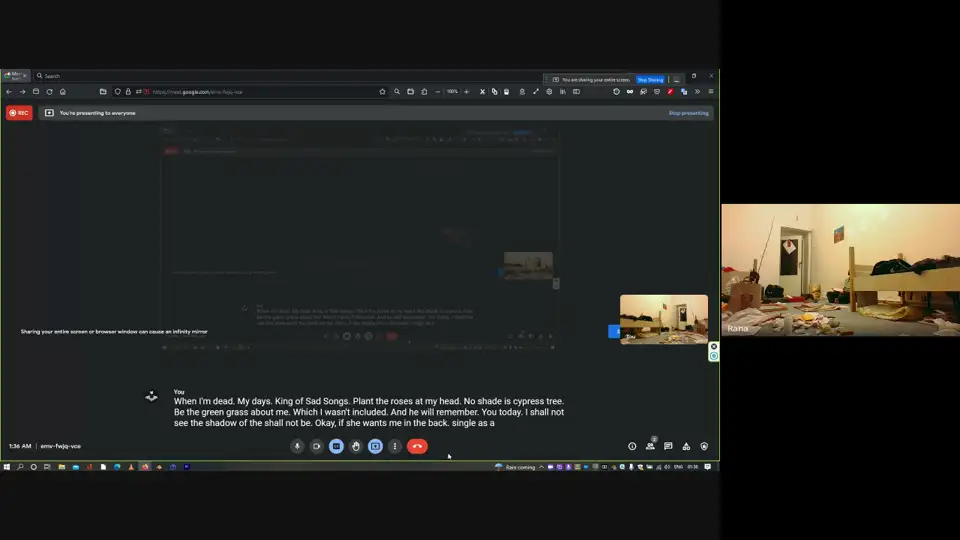 Search
You are sharing your entire screen.
Stop Sharing
https://meet.google.com/emv-fwjq-vce
100%
REC
You're presenting to everyone
Stop presenting
Sharing your entire screen or browser window can cause an infinity mirror
You
Rana
You
When I'm dead. My days. King of Sad Songs. Plant the roses at my head. No shade is cypress tree.
Be the green grass about me. Which I wasn't included. And he will remember. You today. I shall not
see the shadow of the shall not be. Okay, if she wants me in the back. single as a
1:36 AM | emv-fwjq-vce
2
Rain coming
ENG
01:36